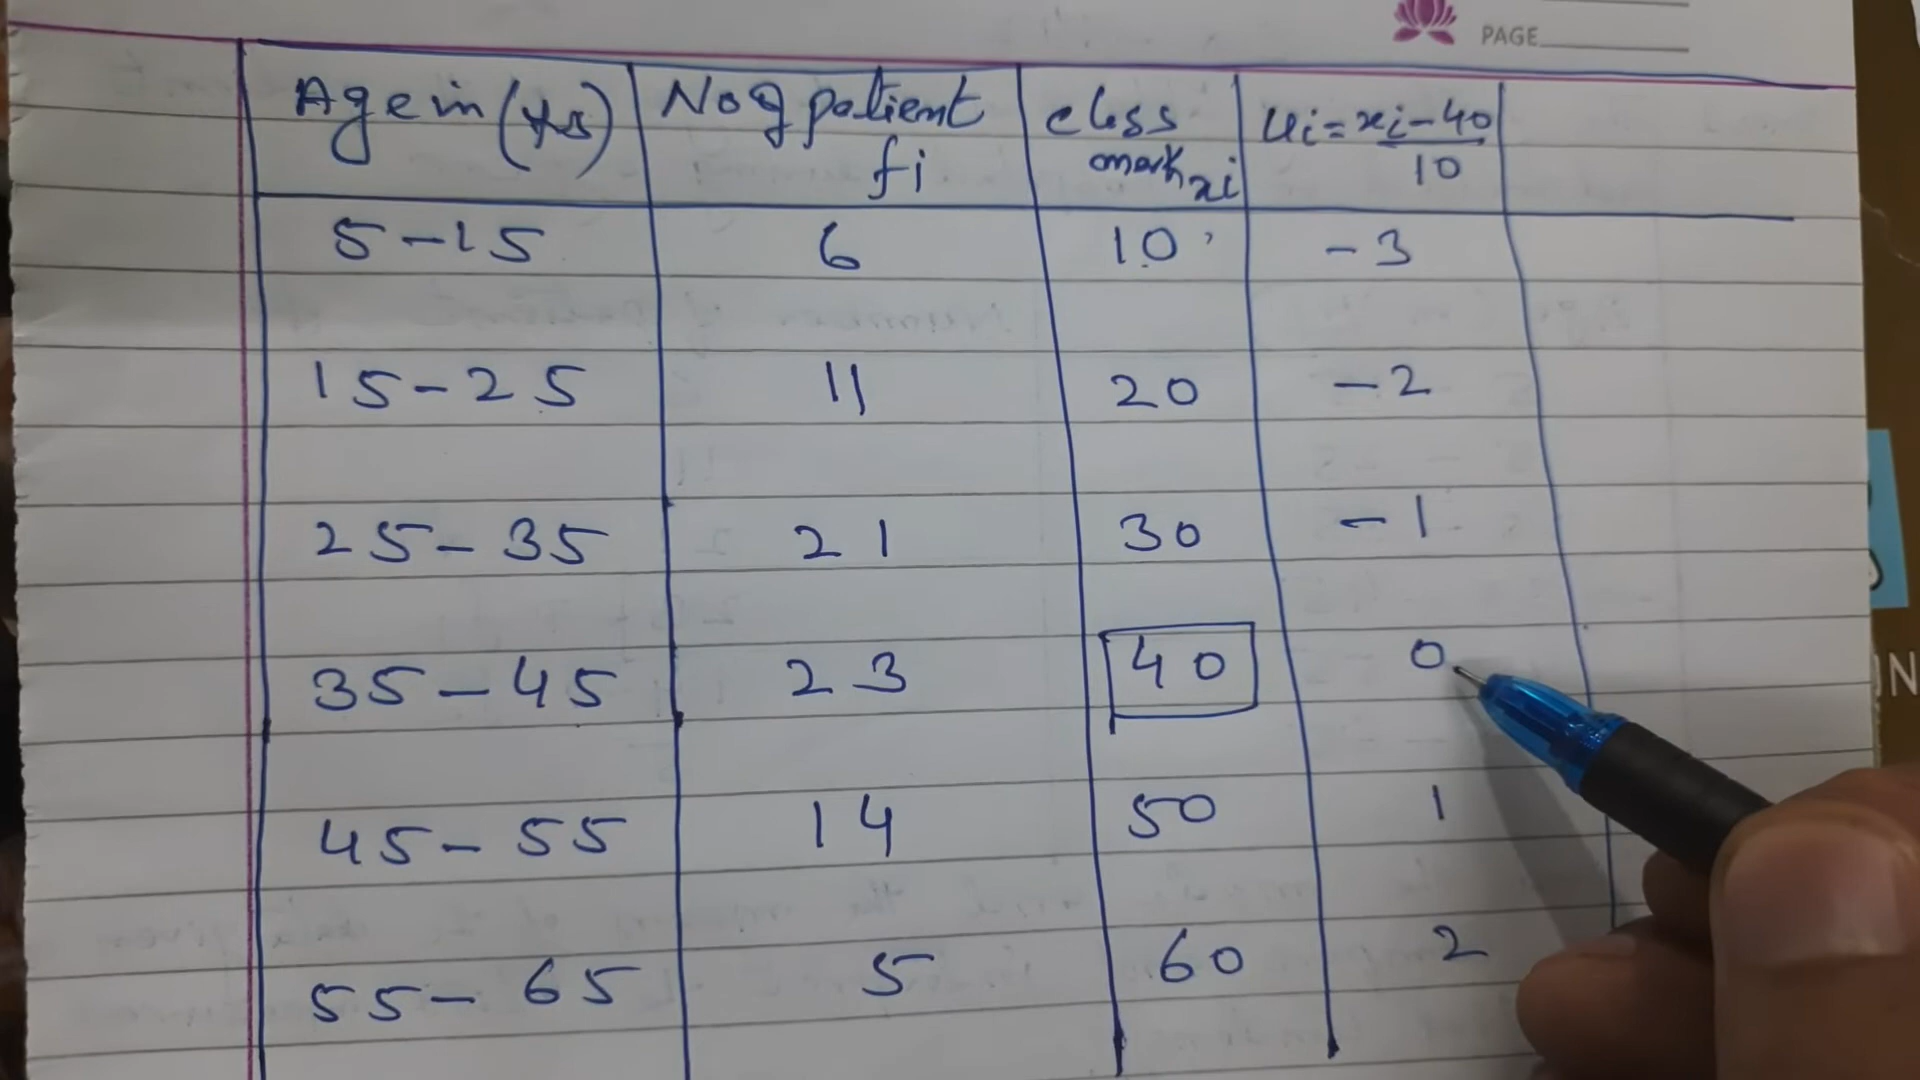 PAGE
Age in (Ys) No of patient fi class mark xi ui = xi - 40 / 10
5 - 15 6 10 - 3
15 - 25 11 20 - 2
25 - 35 21 30 - 1
35 - 45 23 40 0
45 - 55 14 50 1
55 - 65 5 60 2